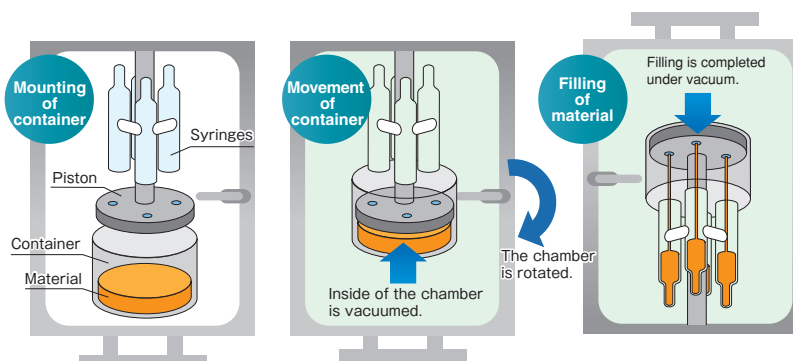 Mounting
of
container
Syringes
Piston
Container
Material
Movement
of
container
Inside of the chamber
is vacuumed.
The chamber
is rotated.
Filling
of
material
Filling is completed
under vacuum.